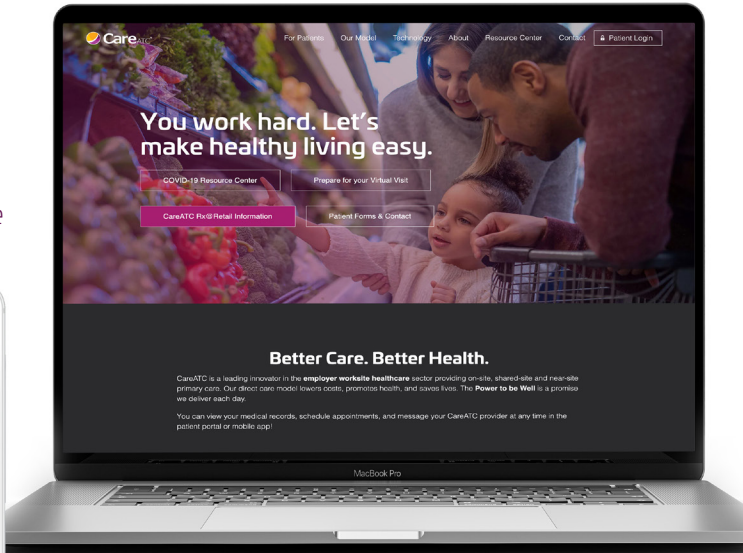 CareATC
For Patients Our Model Technology About Resource Center Contact Patient Login
You work hard. Let's
make healthy living easy.
COVID-19 Resource Center Prepare for your Virtual Visit
CareATC Rx@Retail Information Patient Forms & Contact
Better Care. Better Health.
CareATC is a leading innovator in the employer worksite healthcare sector providing on-site, shared-site and near-site
primary care. Our direct care model lowers costs, promotes health, and saves lives. The Power to be Well is a promise
we deliver each day.
You can view your medical records, schedule appointments, and message your CareATC provider at any time in the
patient portal or mobile app!
MacBook Pro